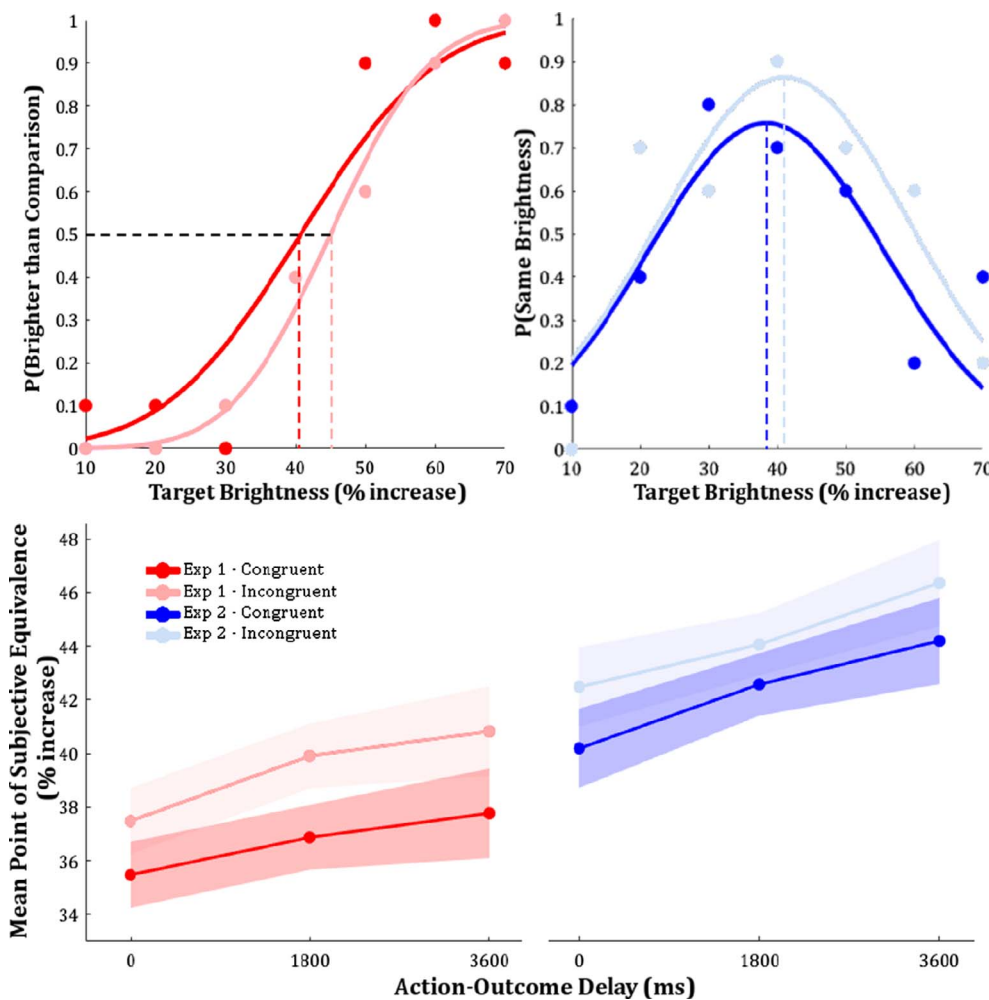 P(Brighter than Comparison)
1
0.9
0.8
0.7
0.6
0.5
0.4
0.3
0.2
0.1
0
10 20 30 40 50 60 70
Target Brightness (% increase)
P(Same Brightness)
1
0.9
0.8
0.7
0.6
0.5
0.4
0.3
0.2
0.1
0
10 20 30 40 50 60 70
Target Brightness (% increase)
Mean Point of Subjective Equivalence
(% increase)
48
46
44
42
40
38
36
34
Exp 1 · Congruent
Exp 1 · Incongruent
Exp 2 · Congruent
Exp 2 · Incongruent
0 1800 3600 0 1800 3600
Action-Outcome Delay (ms)